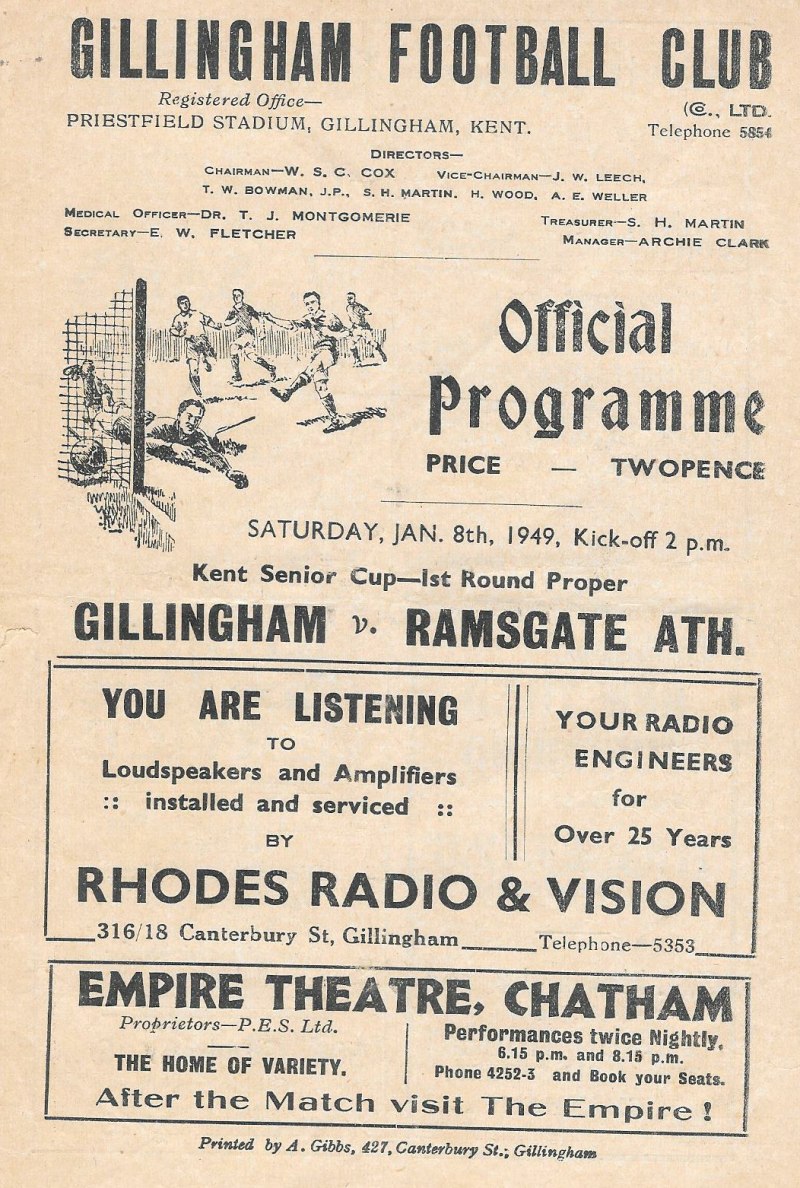 GILLINGHAM FOOTBALL CLUB
Registered Office—
(Co., LTD.
PRIESTFIELD STADIUM, GILLINGHAM, KENT.
Telephone 5854
DIRECTORS—
CHAIRMAN—W. S. C. COX VICE-CHAIRMAN—J. W. LEECH,
T. W. BOWMAN, J.P., S. H. MARTIN. H. WOOD. A. E. WELLER
MEDICAL OFFICER—DR. T. J. MONTGOMERIE
TREASURER—S. H. MARTIN
SECRETARY—E. W. FLETCHER
MANAGER—ARCHIE CLARK
Official
Programme
PRICE — TWOPENCE
SATURDAY, JAN. 8th, 1949, Kick-off 2 p.m.
Kent Senior Cup—1st Round Proper
GILLINGHAM v. RAMSGATE ATH.
YOU ARE LISTENING
TO
Loudspeakers and Amplifiers
:: installed and serviced ::
BY
YOUR RADIO
ENGINEERS
for
Over 25 Years
RHODES RADIO & VISION
316/18 Canterbury St, Gillingham Telephone—5353
EMPIRE THEATRE, CHATHAM
Proprietors—P.E.S. Ltd.
THE HOME OF VARIETY.
Performances twice Nightly,
6.15 p.m. and 8.15 p.m.
Phone 4252-3 and Book your Seats.
After the Match visit The Empire !
Printed by A. Gibbs, 427, Canterbury St.; Gillingham